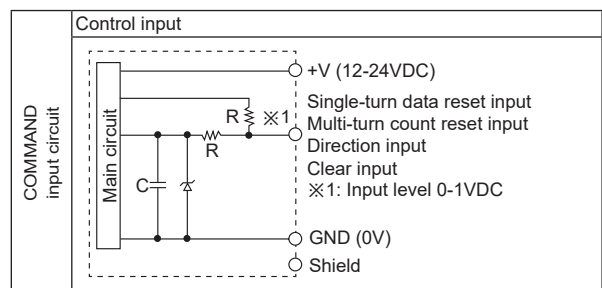 Control input
COMMAND
input circuit
Main circuit
+V (12-24VDC)
R ※1
R
C
Single-turn data reset input
Multi-turn count reset input
Direction input
Clear input
※1: Input level 0-1VDC
GND (0V)
Shield